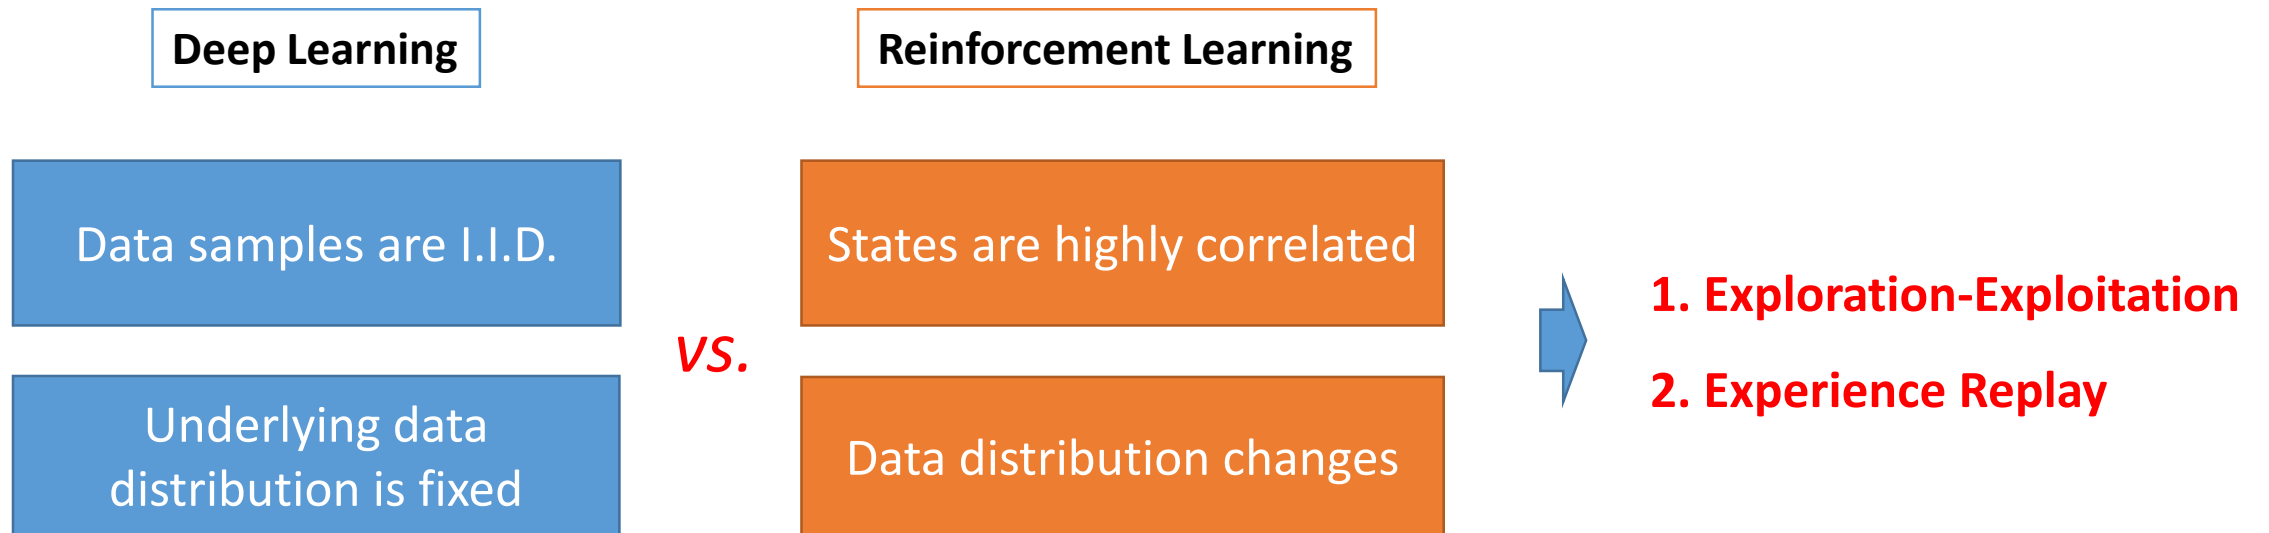 Deep Learning
Reinforcement Learning
Data samples are I.I.D.
States are highly correlated
vs.
Underlying data
distribution is fixed
Data distribution changes
1. Exploration-Exploitation
2. Experience Replay